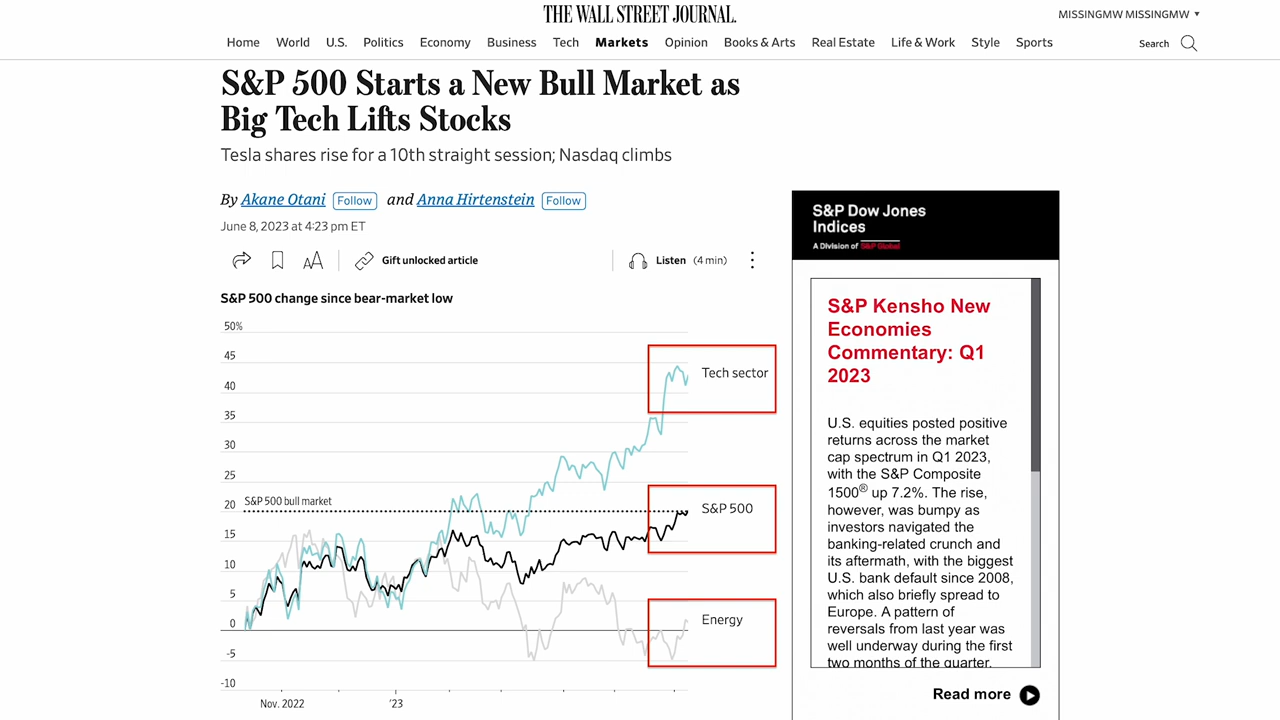 THE WALL STREET JOURNAL.
MISSINGMW MISSINGMW
Home World U.S. Politics Economy Business Tech Markets Opinion Books & Arts Real Estate Life & Work Style Sports
Search
S&P 500 Starts a New Bull Market as
Big Tech Lifts Stocks
Tesla shares rise for a 10th straight session; Nasdaq climbs
By Akane Otani Follow and Anna Hirtenstein Follow
June 8, 2023 at 4:23 pm ET
AA Gift unlocked article Listen (4 min)
S&P 500 change since bear-market low
50%
45
40
35
30
25
20
15
10
5
0
-5
-10
Tech sector
S&P 500 bull market
S&P 500
Energy
Nov. 2022 '23
S&P Dow Jones
Indices
A Division of S&P Global
S&P Kensho New
Economies
Commentary: Q1
2023
U.S. equities posted positive
returns across the market
cap spectrum in Q1 2023,
with the S&P Composite
1500® up 7.2%. The rise,
however, was bumpy as
investors navigated the
banking-related crunch and
its aftermath, with the biggest
U.S. bank default since 2008,
which also briefly spread to
Europe. A pattern of
reversals from last year was
well underway during the first
two months of the quarter.
Read more